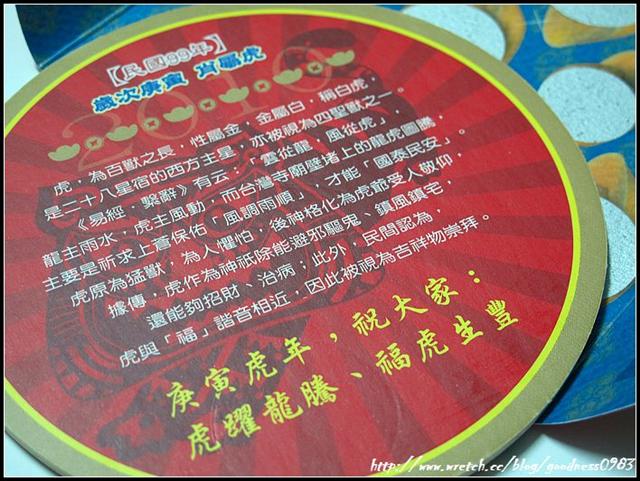 【民國99年】
歲次庚寅 肖屬虎
2010
虎，為百獸之長，性屬金，金屬白，稱白虎，
是二十八星宿的西方主星，亦被視為四聖獸之一。
《易經．繫辭》有云：「雲從龍，風從虎」，
龍主雨水，虎主風動，而台灣寺廟壁堵上的龍虎圖騰，
主要是祈求上蒼保佑「風調雨順」，才能「國泰民安」。
虎原為猛獸，為人懼怕，後神格化為虎爺受人敬仰，
據傳，虎作為神祇除能避邪驅鬼、鎮風鎮宅，
還能夠招財、治病；此外，民間認為，
虎與「福」諧音相近，因此被視為吉祥物崇拜。
庚寅虎年，祝大家：
虎躍龍騰、福虎生豐
http://www.wretch.cc/blog/goodness0983